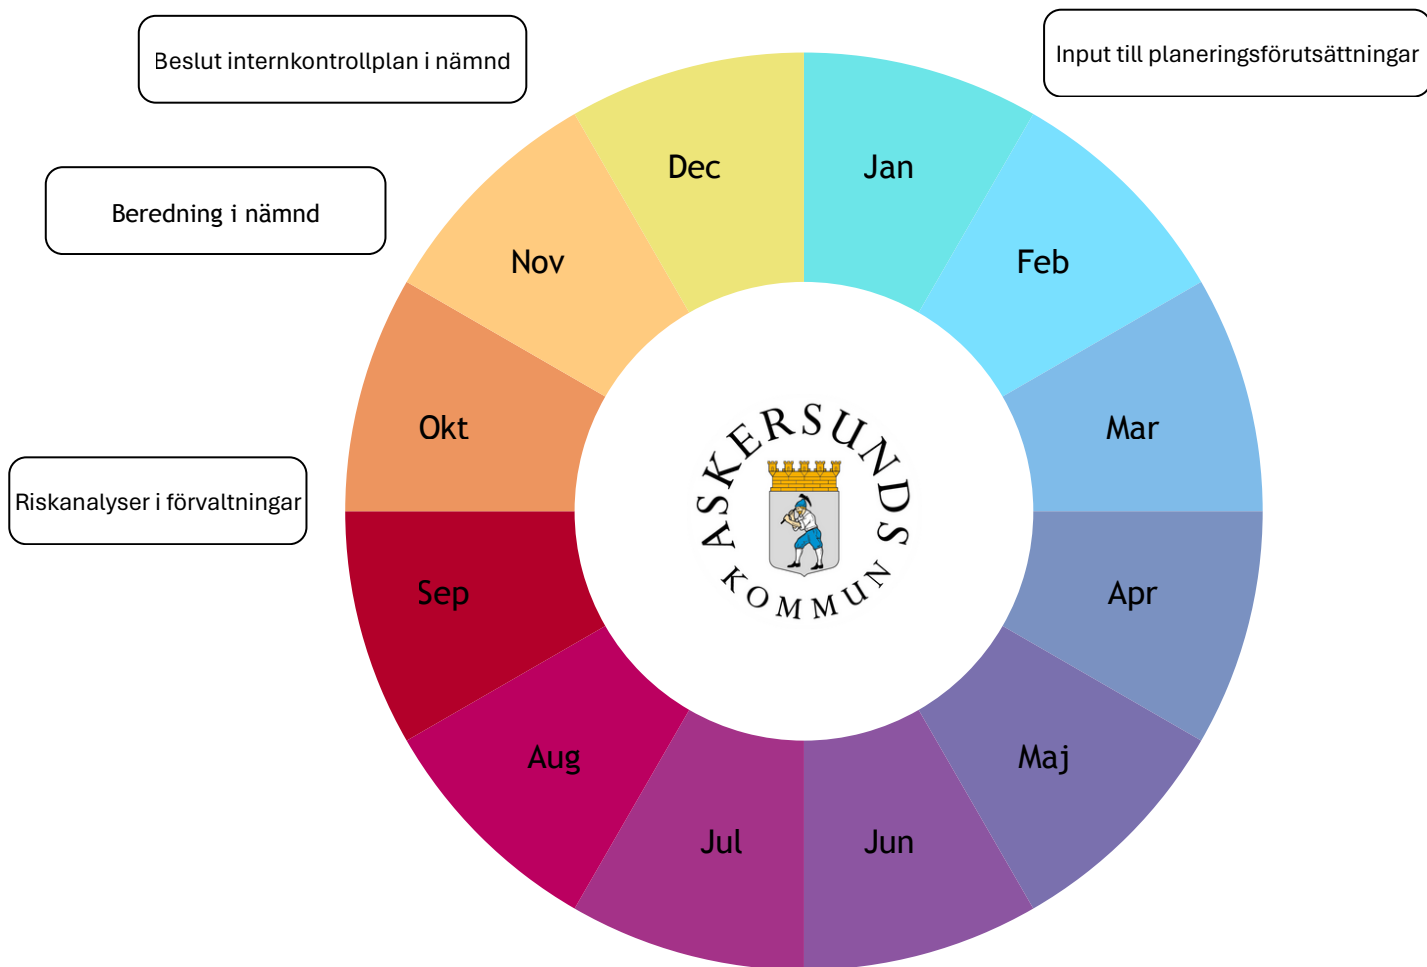 Beslut internkontrollplan i nämnd
Input till planeringsförutsättningar
Beredning i nämnd
Riskanalyser i förvaltningar
Jan
Feb
Mar
Apr
Maj
Jun
Jul
Aug
Sep
Okt
Nov
Dec
ASKERSUNDS
KOMMUN